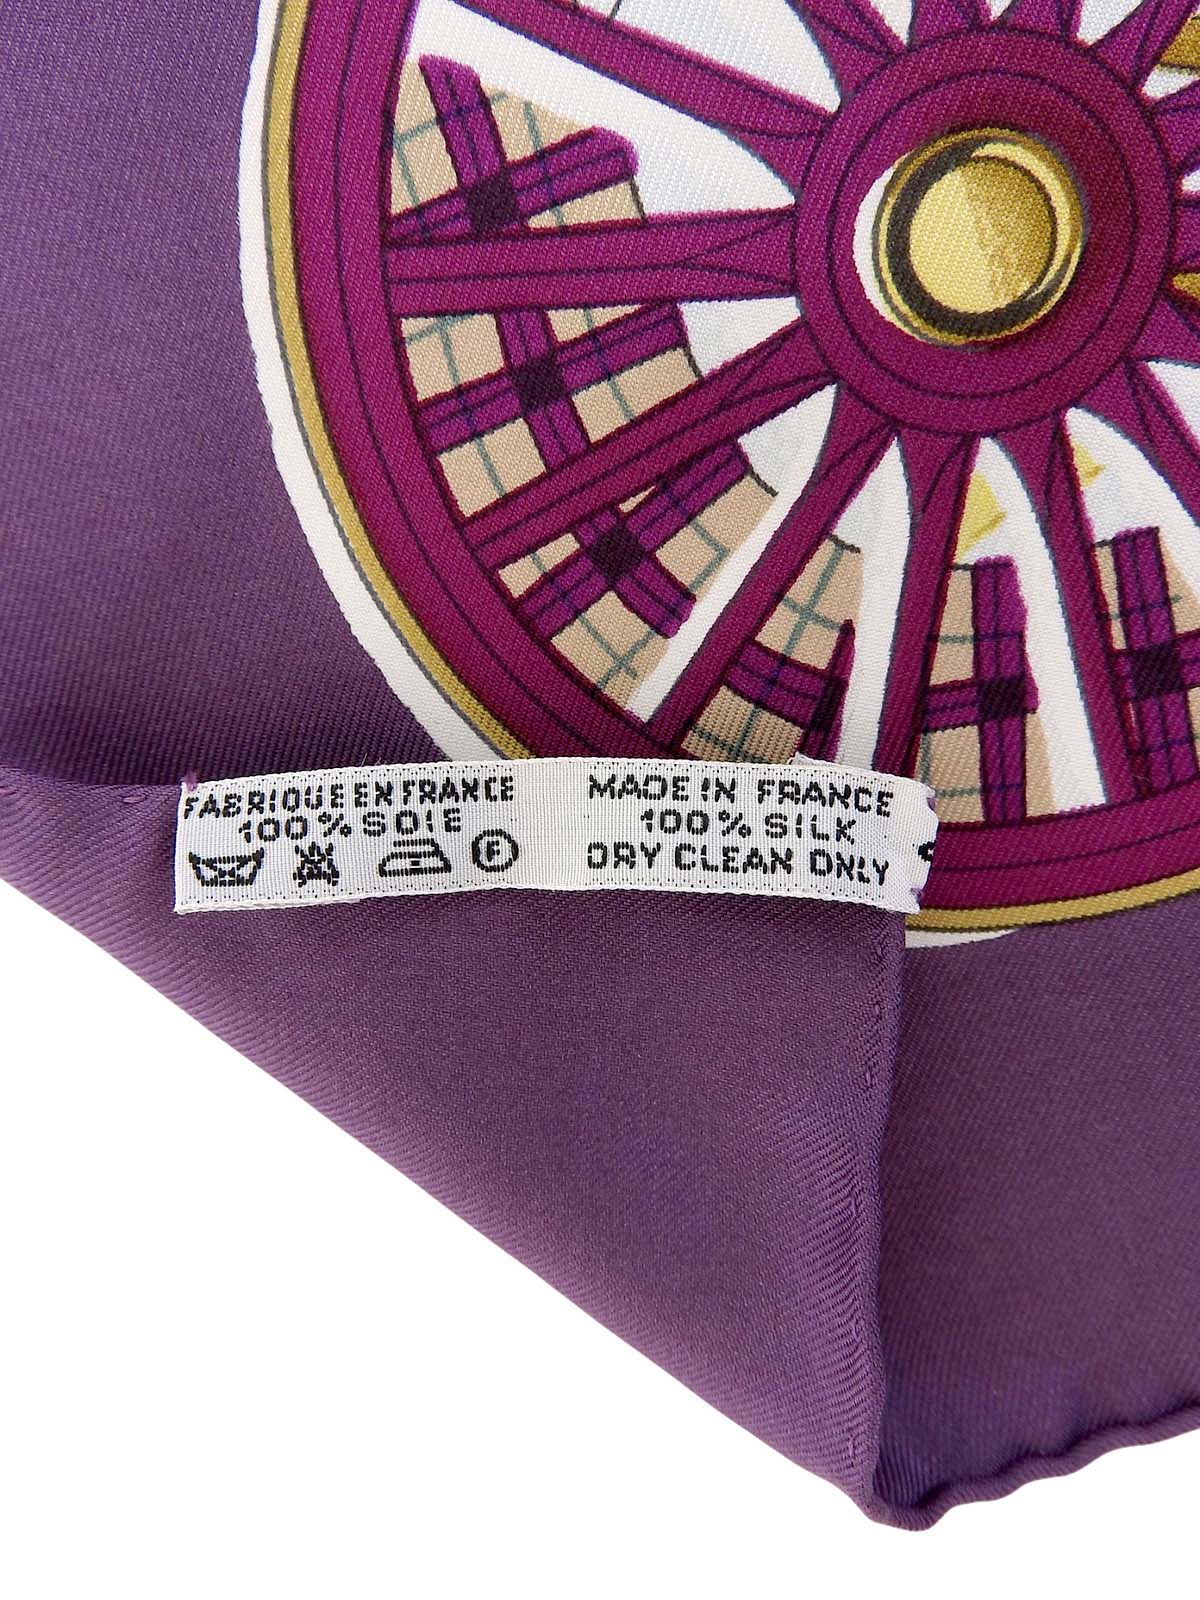 FABRIQUE EN FRANCE
100% SOIE
F
MADE IN FRANCE
100% SILK
DRY CLEAN ONLY